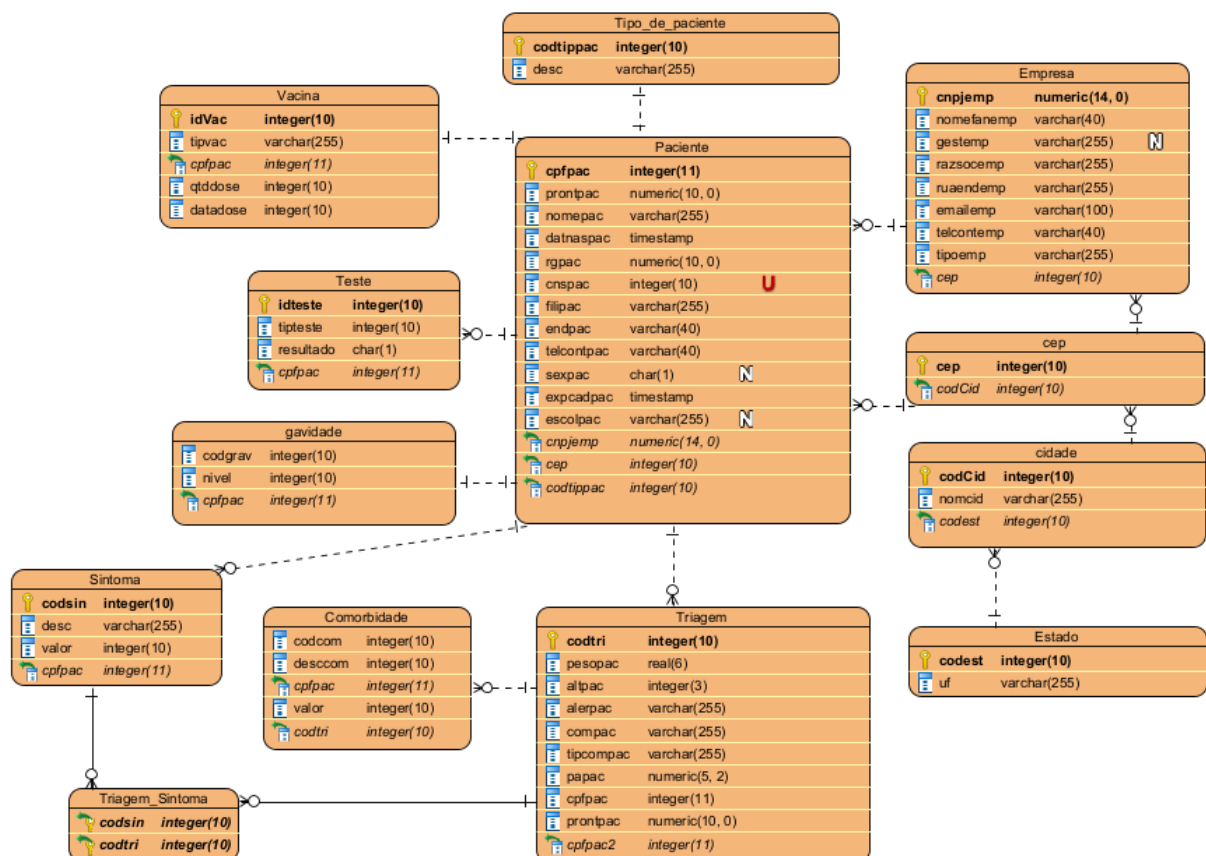 Tipo_de_paciente
codtippac integer(10)
desc varchar(255)
Vacina
idVac integer(10)
tipvac varchar(255)
cpfpac integer(11)
qtddose integer(10)
datadose integer(10)
Empresa
cnpjemp numeric(14, 0)
nomefanemp varchar(40)
gestemp varchar(255) N
razsocemp varchar(255)
ruaendemp varchar(255)
emailemp varchar(100)
telcontemp varchar(40)
tipoemp varchar(255)
cep integer(10)
Paciente
cpfpac integer(11)
prontpac numeric(10, 0)
nomepac varchar(255)
datnaspac timestamp
rgpac numeric(10, 0)
cnspac integer(10) U
filipac varchar(255)
endpac varchar(40)
telcontpac varchar(40)
sexpac char(1) N
expcadpac timestamp
escolpac varchar(255) N
cnpjemp numeric(14, 0)
cep integer(10)
codtippac integer(10)
Teste
idteste integer(10)
tipteste integer(10)
resultado char(1)
cpfpac integer(11)
cep
cep integer(10)
codCid integer(10)
gavidade
codgrav integer(10)
nivel integer(10)
cpfpac integer(11)
cidade
codCid integer(10)
nomcid varchar(255)
codest integer(10)
Sintoma
codsin integer(10)
desc varchar(255)
valor integer(10)
cpfpac integer(11)
Comorbidade
codcom integer(10)
desccom integer(10)
cpfpac integer(11)
valor integer(10)
codtri integer(10)
Triagem
codtri integer(10)
pesopac real(6)
altpac integer(3)
alerpac varchar(255)
compac varchar(255)
tipcompac varchar(255)
papac numeric(5, 2)
cpfpac integer(11)
prontpac numeric(10, 0)
cpfpac2 integer(11)
Estado
codest integer(10)
uf varchar(255)
Triagem_Sintoma
codsin integer(10)
codtri integer(10)